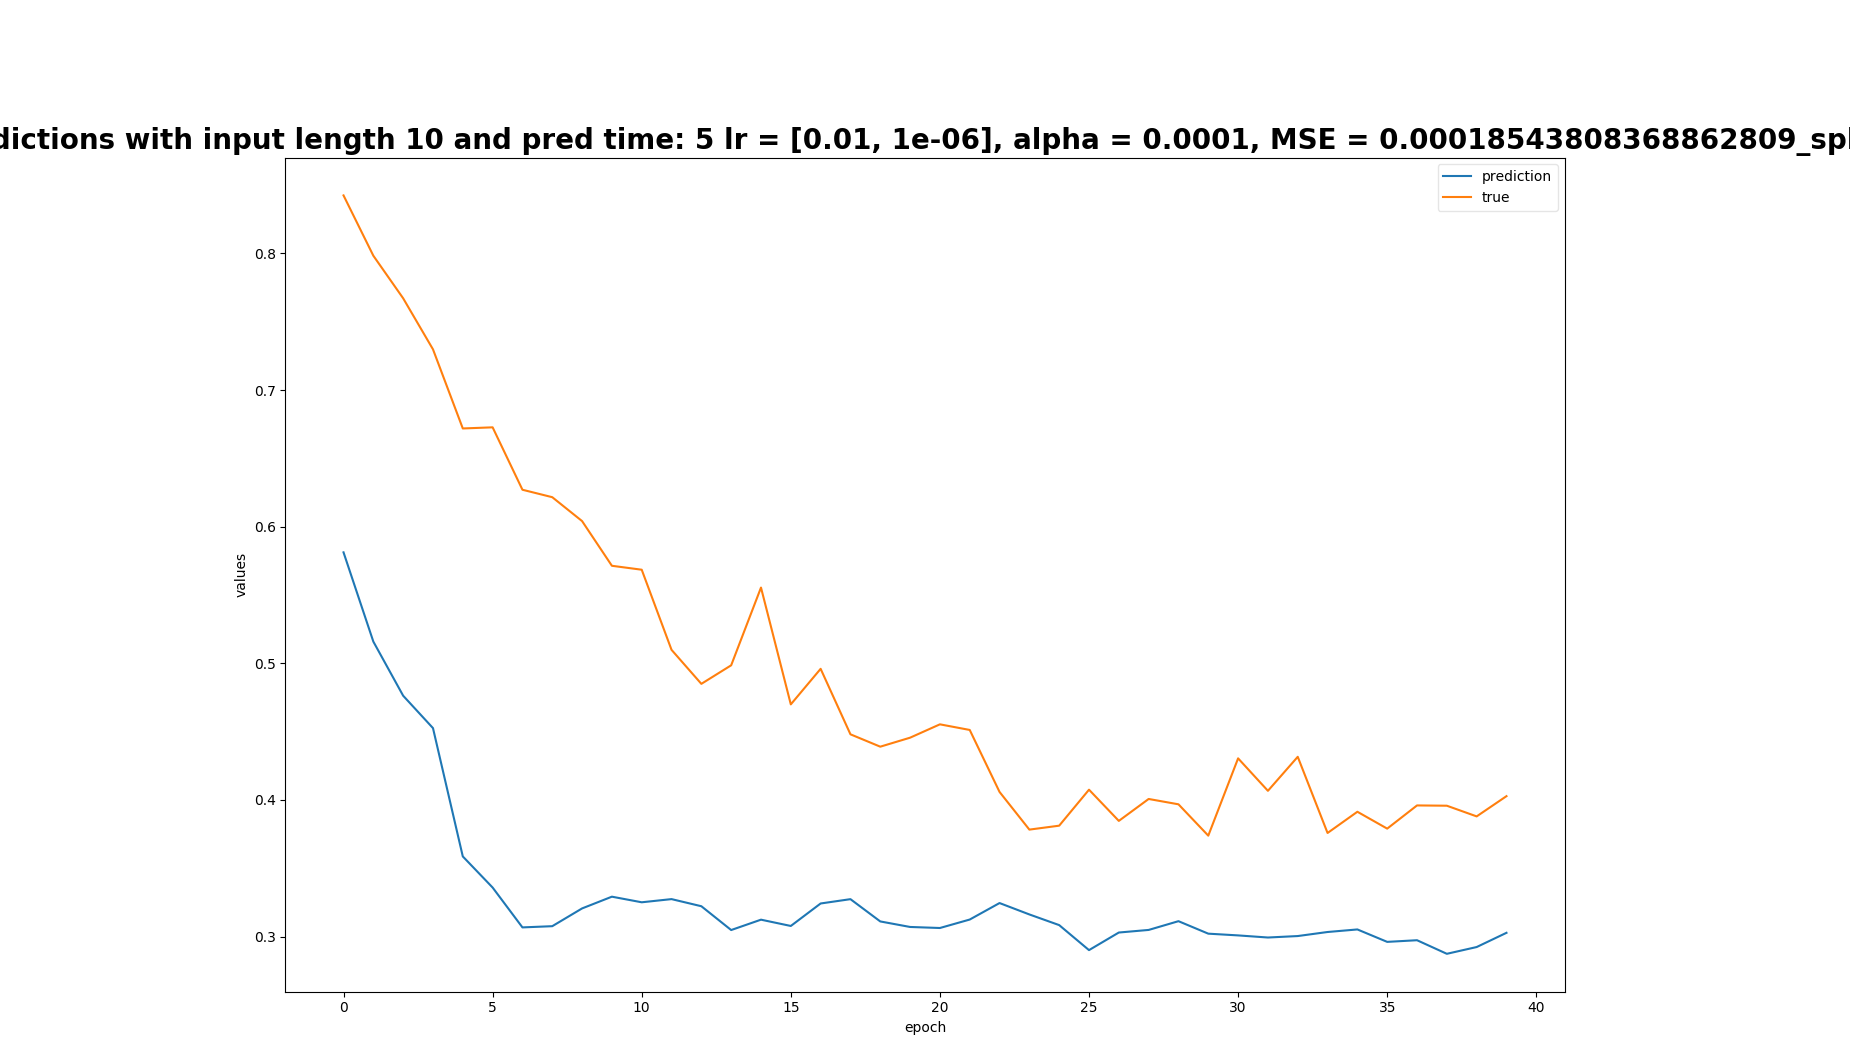 dictions with input length 10 and pred time: 5 lr = [0.01, 1e-06], alpha = 0.0001, MSE = 0.00018543808368862809_spl
prediction
true
0.8
0.7
0.6
0.5
0.4
0.3
values
0 5 10 15 20 25 30 35 40
epoch